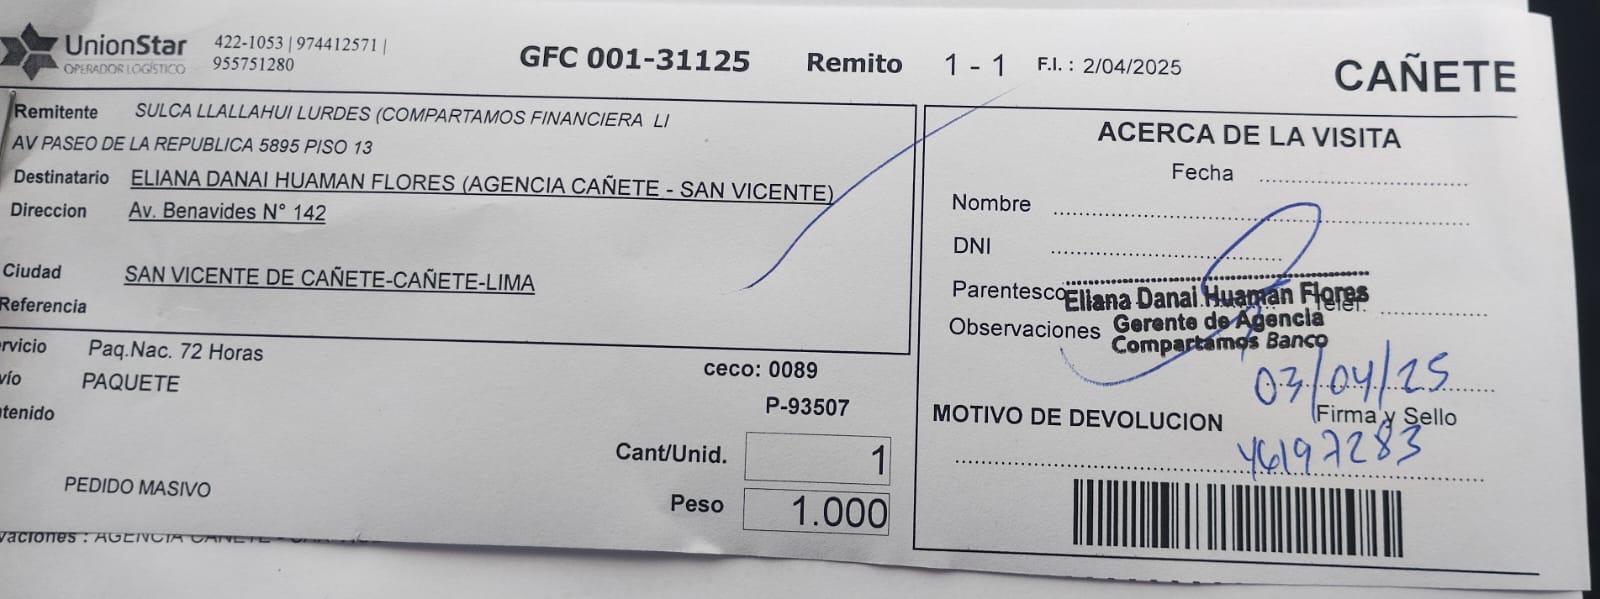 UnionStar
OPERADOR LOGÍSTICO
422-1053 | 974412571 |
955751280
GFC 001-31125 Remito 1 - 1 F.I. : 2/04/2025 CAÑETE
Remitente SULCA LLALLAHUI LURDES (COMPARTAMOS FINANCIERA LI
AV PASEO DE LA REPUBLICA 5895 PISO 13
Destinatario ELIANA DANAI HUAMAN FLORES (AGENCIA CAÑETE - SAN VICENTE)
Direccion Av. Benavides N° 142
Ciudad SAN VICENTE DE CAÑETE-CAÑETE-LIMA
Referencia
rvicio Paq.Nac. 72 Horas
vío PAQUETE
ntenido
ceco: 0089
P-93507
Cant/Unid. 1
Peso 1.000
PEDIDO MASIVO
vaciones : AGENCIA CAÑETE
ACERCA DE LA VISITA
Fecha
Nombre
DNI
Parentesco Telef.
Eliana Danai Huaman Flores
Observaciones
Gerente de Agencia
Compartamos Banco
03/04/25
MOTIVO DE DEVOLUCION Firma y Sello
46197283